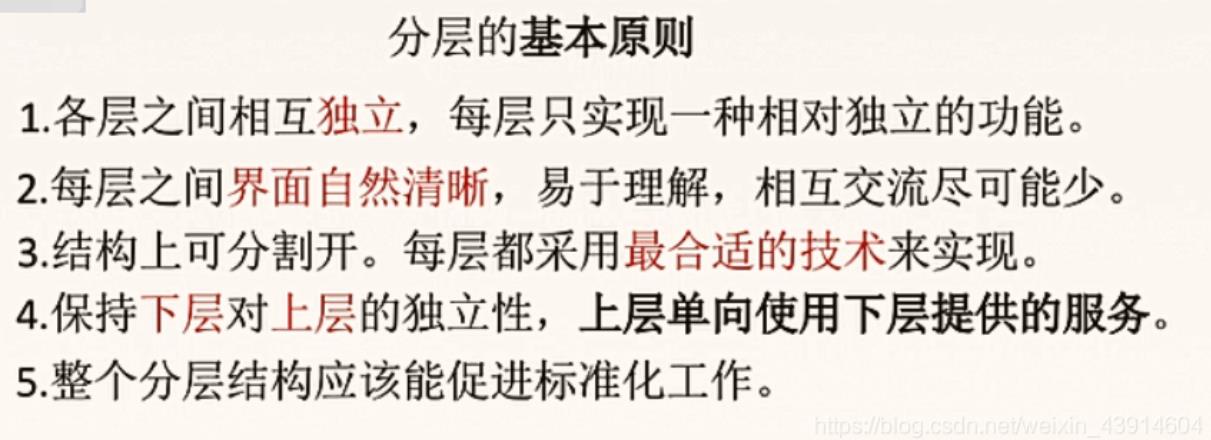 分层的基本原则
1.各层之间相互独立，每层只实现一种相对独立的功能。
2.每层之间界面自然清晰，易于理解，相互交流尽可能少。
3.结构上可分割开。每层都采用最合适的技术来实现。
4.保持下层对上层的独立性，上层单向使用下层提供的服务。
5.整个分层结构应该能促进标准化工作。
https://blog.csdn.net/weixin_43914604